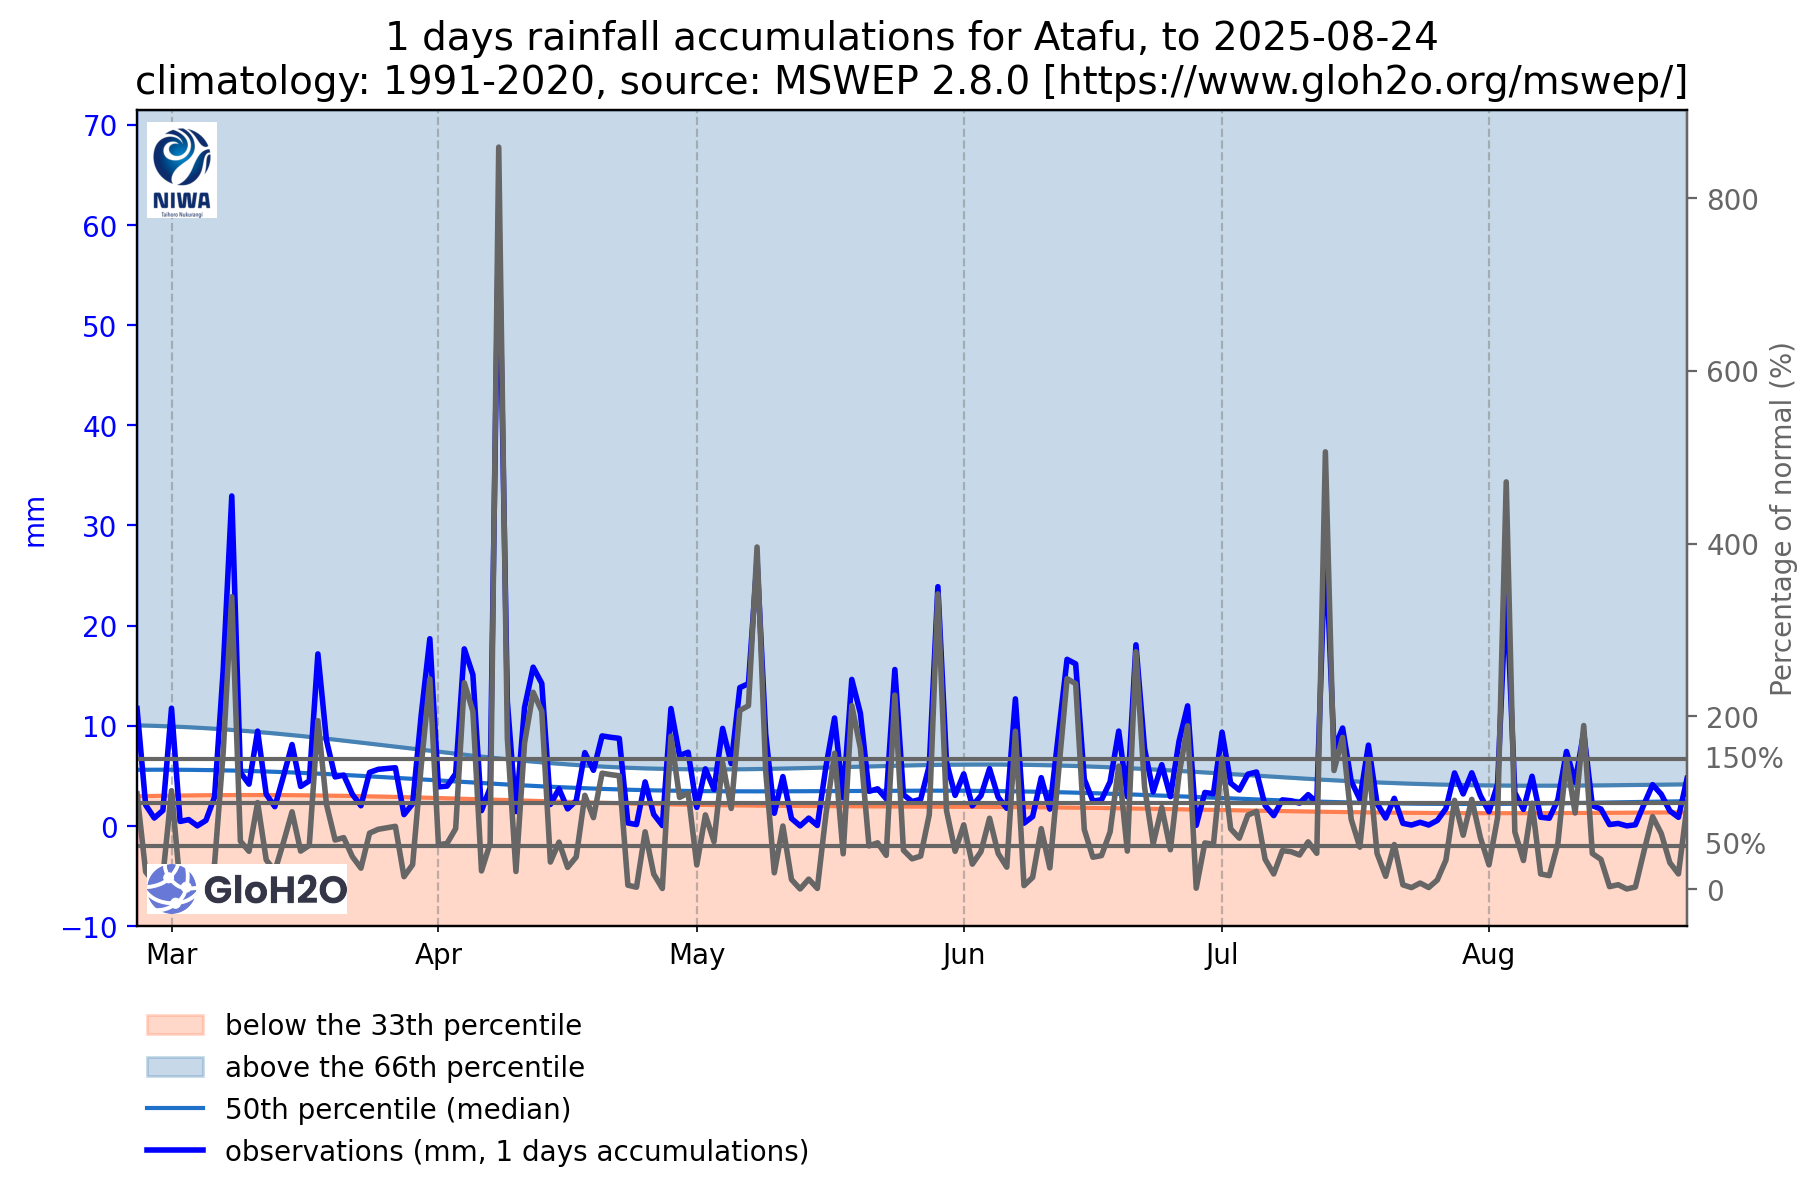 1 days rainfall accumulations for Atafu, to 2025-08-24
climatology: 1991-2020, source: MSWEP 2.8.0 [https://www.gloh2o.org/mswep/]
70
60
50
40
30
20
10
0
−10
mm
NIWA
Taihoro Nukurangi
GloH2O
800
600
400
200
150%
50%
0
Percentage of normal (%)
Mar
Apr
May
Jun
Jul
Aug
below the 33th percentile
above the 66th percentile
50th percentile (median)
observations (mm, 1 days accumulations)